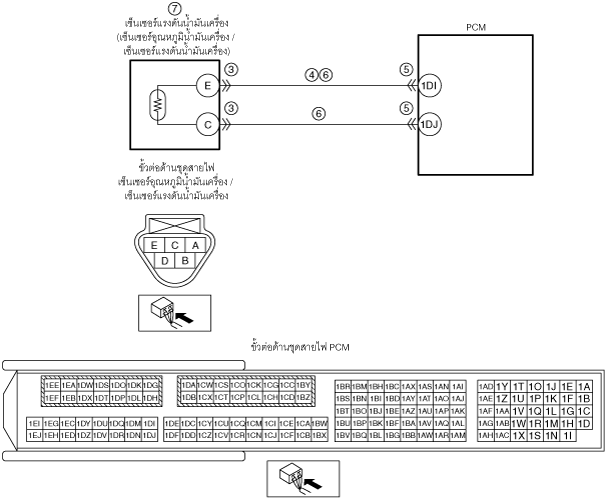 ⑦
เซ็นเซอร์แรงดันน้ำมันเครื่อง
(เซ็นเซอร์อุณหภูมิน้ำมันเครื่อง /
เซ็นเซอร์แรงดันน้ำมันเครื่อง)
PCM
E ③ ④ ⑥ ⑤ 1DI
C ③ ⑥ ⑤ 1DJ
ขั้วต่อด้านชุดสายไฟ
เซ็นเซอร์อุณหภูมิน้ำมันเครื่อง /
เซ็นเซอร์แรงดันน้ำมันเครื่อง
E C A
D B
ขั้วต่อด้านชุดสายไฟ PCM
1EE 1EA 1DW 1DS 1DO 1DK 1DG
1EF 1EB 1DX 1DT 1DP 1DL 1DH
1EI 1EG 1EC 1DY 1DU 1DQ 1DM 1DI
1EJ 1EH 1ED 1DZ 1DV 1DR 1DN 1DJ
1DA 1CW 1CS 1CO 1CK 1CG 1CC 1BY
1DB 1CX 1CT 1CP 1CL 1CH 1CD 1BZ
1DE 1DC 1CY 1CU 1CQ 1CM 1CI 1CE 1CA 1BW
1DF 1DD 1CZ 1CV 1CR 1CN 1CJ 1CF 1CB 1BX
1BR 1BM 1BH 1BC 1AX 1AS 1AN 1AI
1BS 1BN 1BI 1BD 1AY 1AT 1AO 1AJ
1BT 1BO 1BJ 1BE 1AZ 1AU 1AP 1AK
1BU 1BP 1BK 1BF 1BA 1AV 1AQ 1AL
1BV 1BQ 1BL 1BG 1BB 1AW 1AR 1AM
1AD 1Y 1T 1O 1J 1E 1A
1AE 1Z 1U 1P 1K 1F 1B
1AF 1AA 1V 1Q 1L 1G 1C
1AG 1AB 1W 1R 1M 1H 1D
1AH 1AC 1X 1S 1N 1I